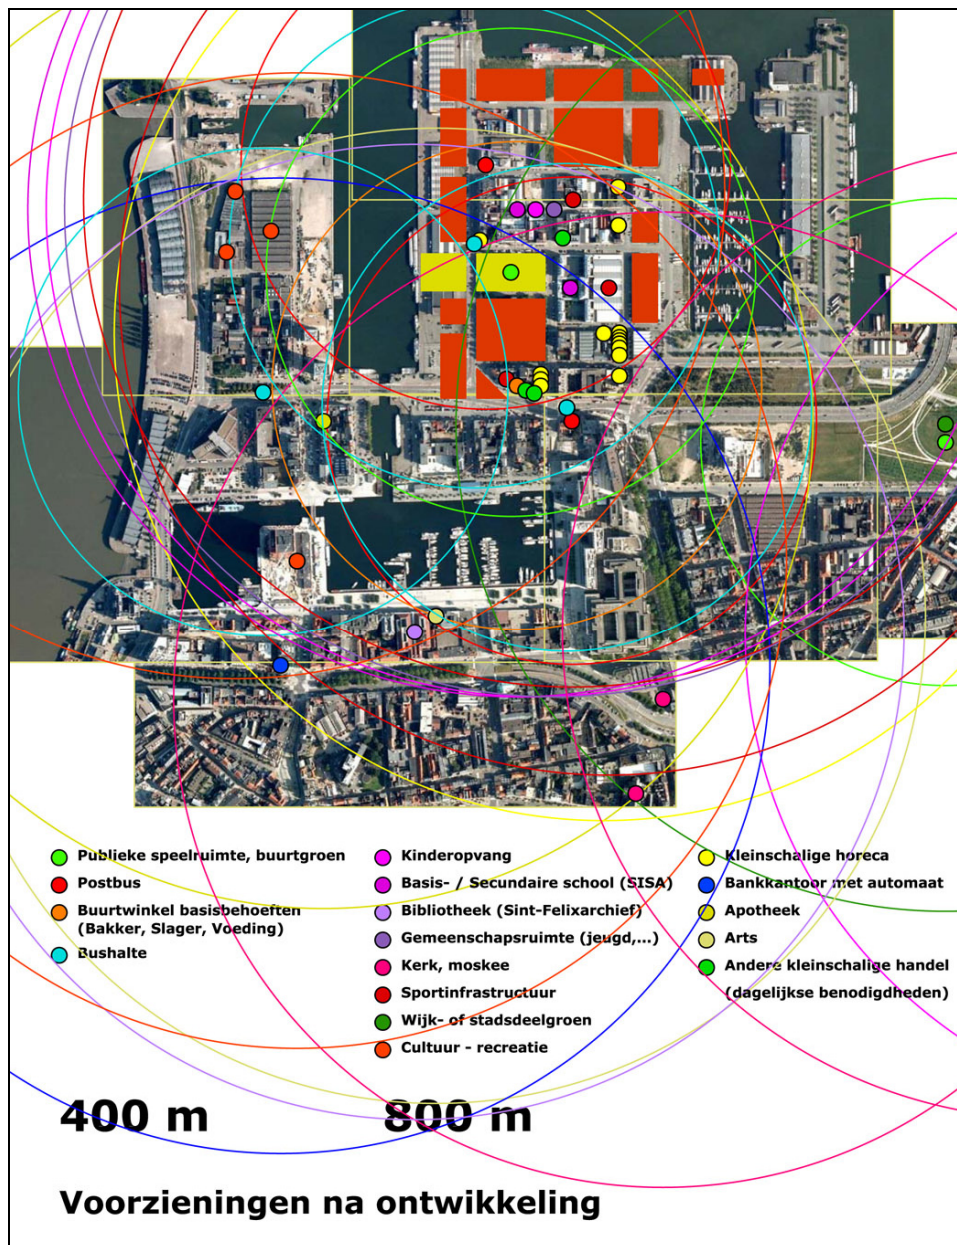 Publieke speelruimte, buurtgroen
Postbus
Buurtwinkel basisbehoeften
(Bakker, Slager, Voeding)
Bushalte
Kinderopvang
Basis- / Secundaire school (SISA)
Bibliotheek (Sint-Felixarchief)
Gemeenschapsruimte (jeugd,...)
Kerk, moskee
Sportinfrastructuur
Wijk- of stadsdeelgroen
Cultuur - recreatie
Kleinschalige horeca
Bankkantoor met automaat
Apotheek
Arts
Andere kleinschalige handel
(dagelijkse benodigdheden)
400 m
800 m
Voorzieningen na ontwikkeling